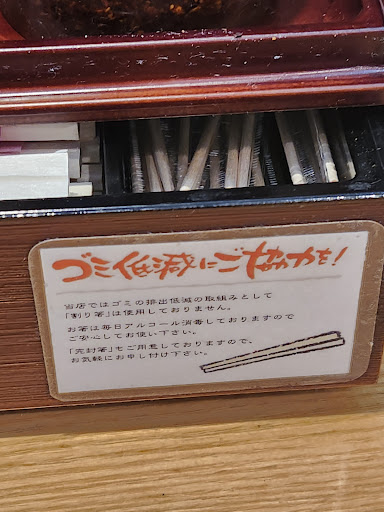 ゴミ低減にご協力を!
当店ではゴミの排出低減の取組みとして
「割り箸」は使用しておりません。
お箸は毎日アルコール消毒しておりますので
ご安心してお使い下さい。
「完封箸」もご用意しておりますので、
お気軽にお申し付け下さい。